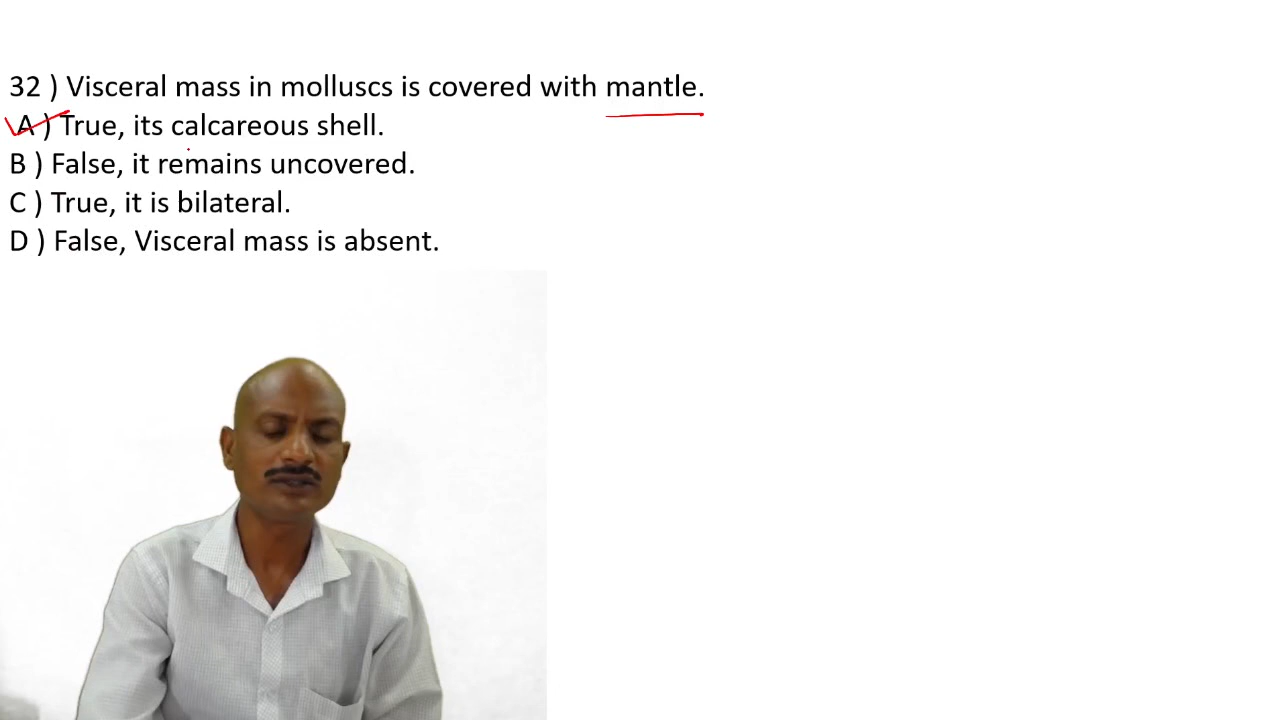 32 ) Visceral mass in molluscs is covered with mantle.
A ) True, its calcareous shell.
B ) False, it remains uncovered.
C ) True, it is bilateral.
D ) False, Visceral mass is absent.